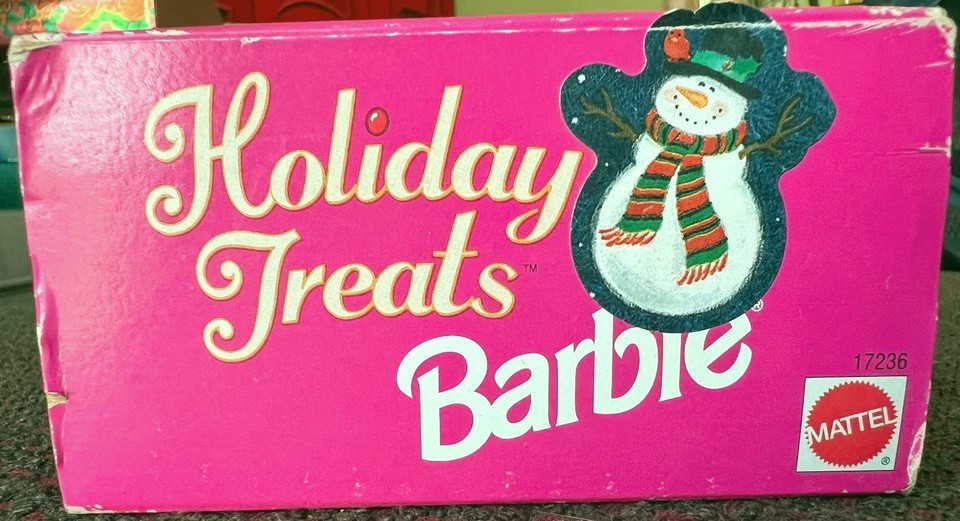 Holiday
Treats™
Barbie®
17236
MATTEL
®